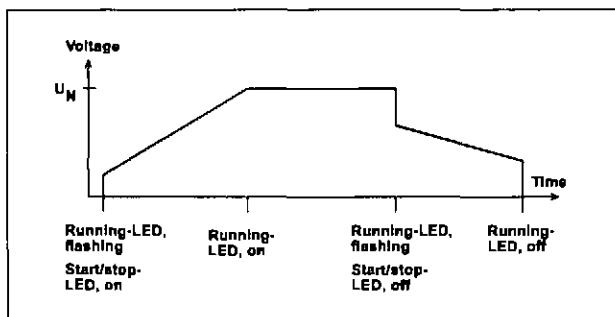 Voltage
U_N
Time
Running-LED,
flashing
Start/stop-
LED, on
Running-
LED, on
Running-LED,
flashing
Start/stop-
LED, off
Running-
LED, off